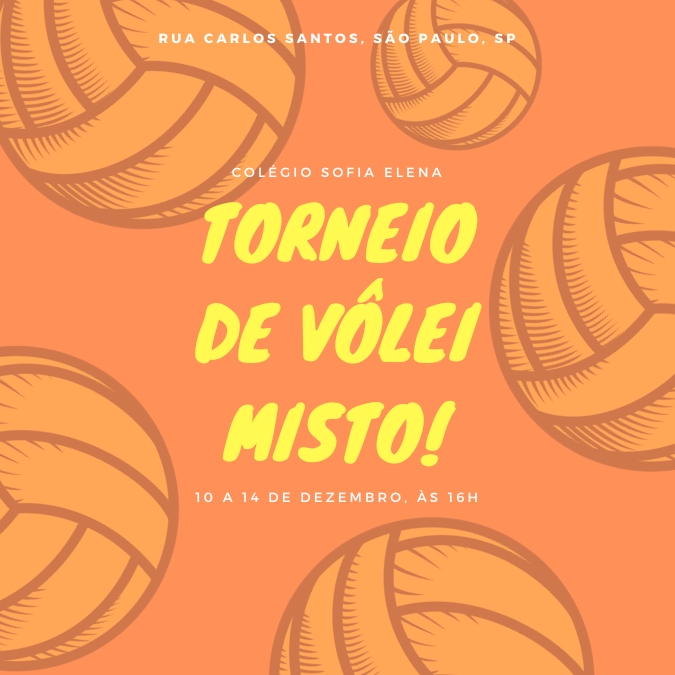 RUA CARLOS SANTOS, SÃO PAULO, SP
COLÉGIO SOFIA ELENA
TORNEIO
DE VÔLEI
MISTO!
10 A 14 DE DEZEMBRO, ÀS 16H